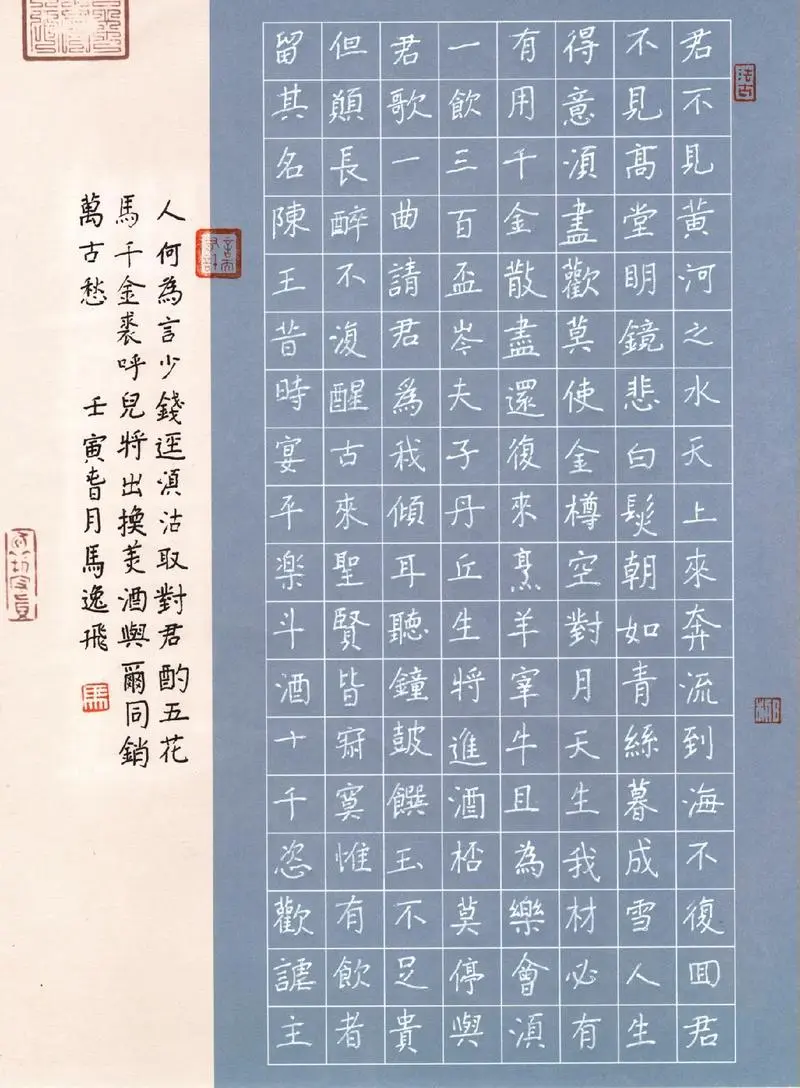 君不見黃河之水天上來奔流到海不復囬君
不見髙堂眀鏡悲白髮朝如青絲暮成雪人生
得意須盡歡莫使金樽空對月天生我材必有
有用千金散盡還復來烹羊宰牛且為樂會須
一飲三百盃岑夫子丹丘生將進酒桮莫停與
君歌一曲請君為我傾耳聽鐘鼓饌玉不足貴
但願長醉不復醒古來聖賢皆寂寞惟有飲者
留其名陳王昔時宴平楽斗酒十千恣歡謔主
人何為言少錢逕須沽取對君酌五花
馬千金裘呼兒將出換美酒與爾同銷
萬古愁 壬寅春月馬逸飛
法古
馬